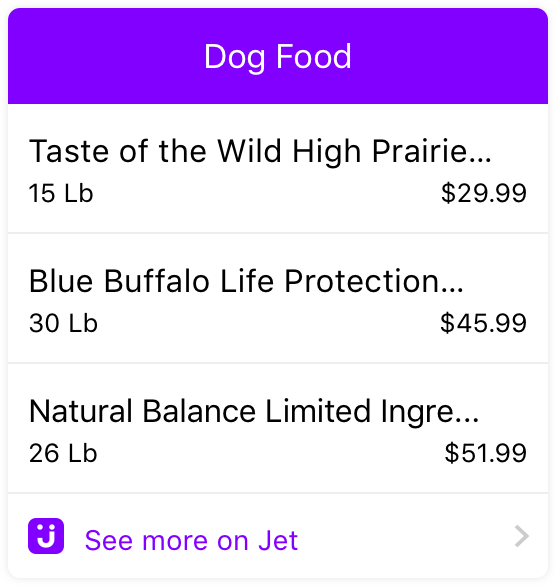 Dog Food
Taste of the Wild High Prairie...
15 Lb $29.99
Blue Buffalo Life Protection...
30 Lb $45.99
Natural Balance Limited Ingre...
26 Lb $51.99
See more on Jet